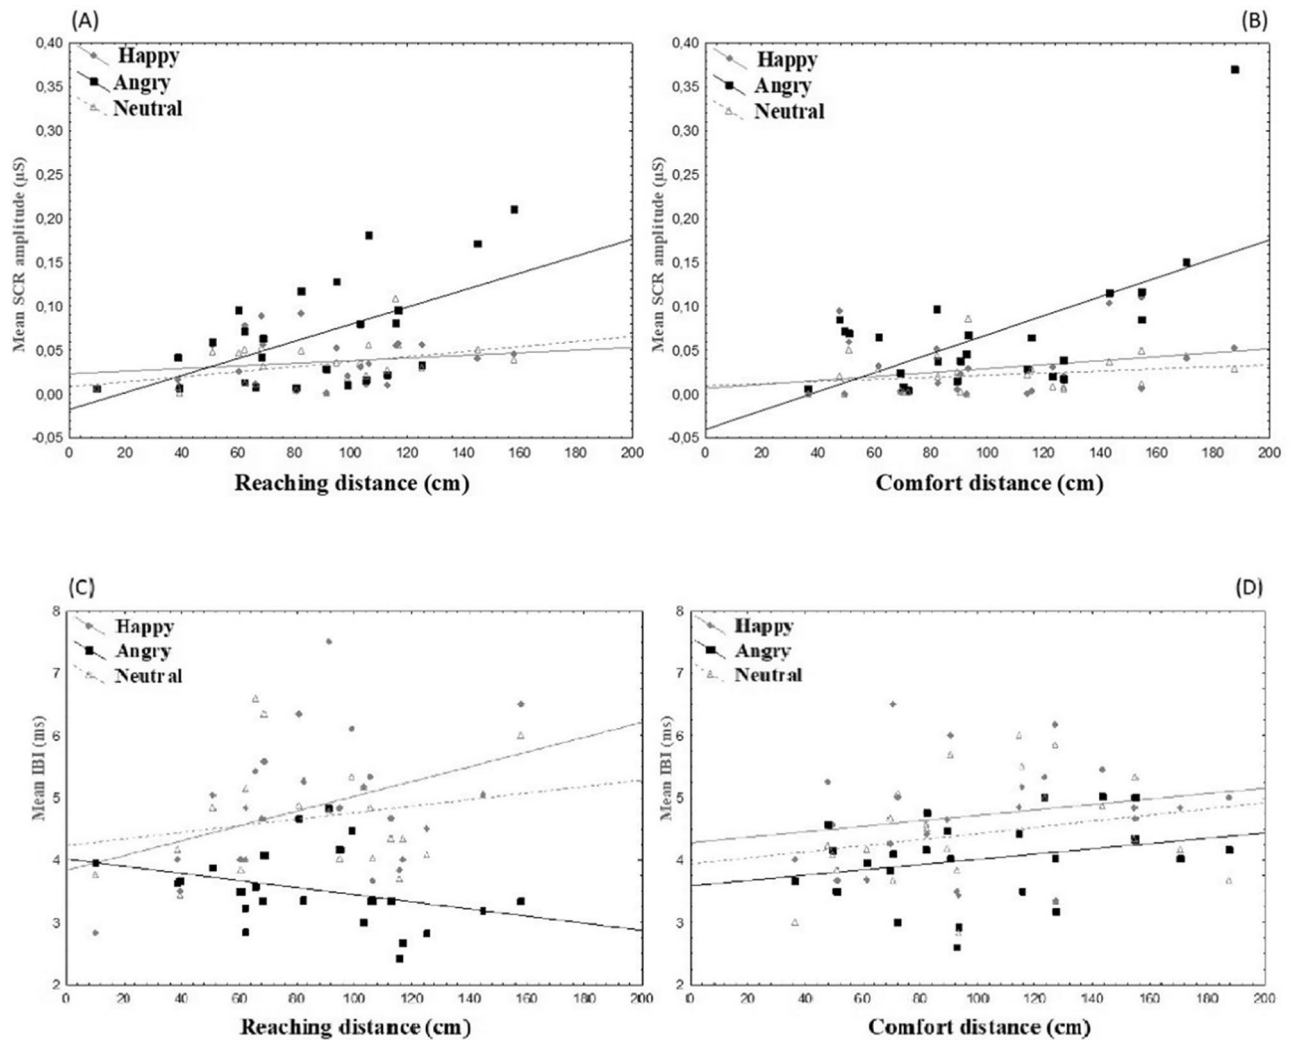 (A)
0,40
0,35
0,30
0,25
0,20
0,15
0,10
0,05
0,00
-0,05
Mean SCR amplitude (µS)
Happy
Angry
Neutral
0 20 40 60 80 100 120 140 160 180 200
Reaching distance (cm)
(B)
0,40
0,35
0,30
0,25
0,20
0,15
0,10
0,05
0,00
-0,05
Mean SCR amplitude (µS)
Happy
Angry
Neutral
0 20 40 60 80 100 120 140 160 180 200
Comfort distance (cm)
(C)
8
7
6
5
4
3
2
Mean IBI (ms)
Happy
Angry
Neutral
0 20 40 60 80 100 120 140 160 180 200
Reaching distance (cm)
(D)
8
7
6
5
4
3
2
Mean IBI (ms)
Happy
Angry
Neutral
0 20 40 60 80 100 120 140 160 180 200
Comfort distance (cm)